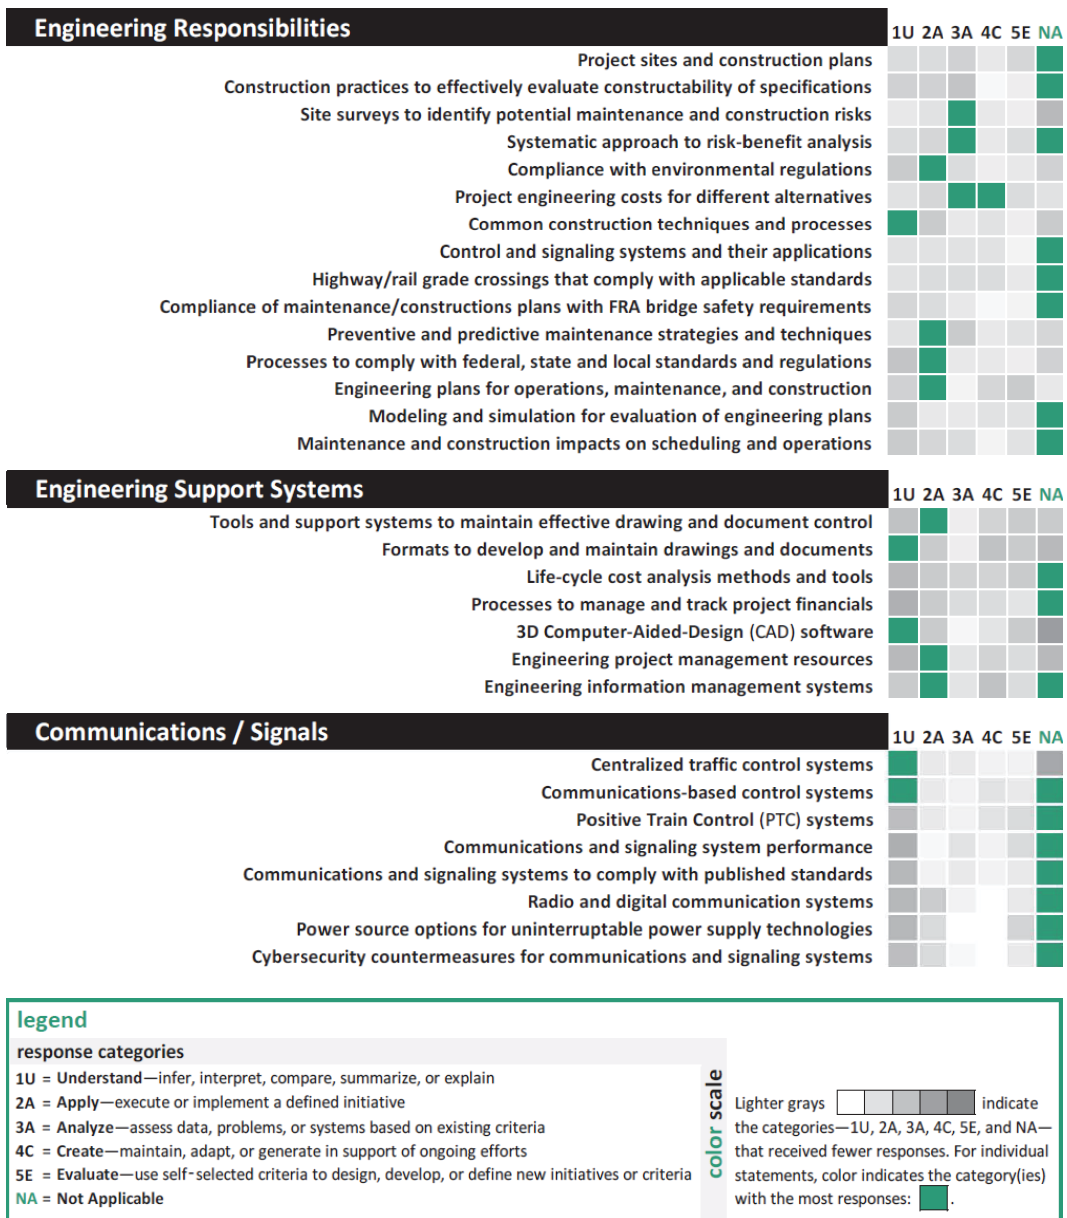 Engineering Responsibilities
1U 2A 3A 4C 5E NA
Project sites and construction plans
Construction practices to effectively evaluate constructability of specifications
Site surveys to identify potential maintenance and construction risks
Systematic approach to risk-benefit analysis
Compliance with environmental regulations
Project engineering costs for different alternatives
Common construction techniques and processes
Control and signaling systems and their applications
Highway/rail grade crossings that comply with applicable standards
Compliance of maintenance/constructions plans with FRA bridge safety requirements
Preventive and predictive maintenance strategies and techniques
Processes to comply with federal, state and local standards and regulations
Engineering plans for operations, maintenance, and construction
Modeling and simulation for evaluation of engineering plans
Maintenance and construction impacts on scheduling and operations
Engineering Support Systems
1U 2A 3A 4C 5E NA
Tools and support systems to maintain effective drawing and document control
Formats to develop and maintain drawings and documents
Life-cycle cost analysis methods and tools
Processes to manage and track project financials
3D Computer-Aided-Design (CAD) software
Engineering project management resources
Engineering information management systems
Communications / Signals
1U 2A 3A 4C 5E NA
Centralized traffic control systems
Communications-based control systems
Positive Train Control (PTC) systems
Communications and signaling system performance
Communications and signaling systems to comply with published standards
Radio and digital communication systems
Power source options for uninterruptable power supply technologies
Cybersecurity countermeasures for communications and signaling systems
legend
response categories
1U = Understand—infer, interpret, compare, summarize, or explain
2A = Apply—execute or implement a defined initiative
3A = Analyze—assess data, problems, or systems based on existing criteria
4C = Create—maintain, adapt, or generate in support of ongoing efforts
5E = Evaluate—use self-selected criteria to design, develop, or define new initiatives or criteria
NA = Not Applicable
color scale
Lighter grays indicate
the categories—1U, 2A, 3A, 4C, 5E, and NA—
that received fewer responses. For individual
statements, color indicates the category(ies)
with the most responses: .